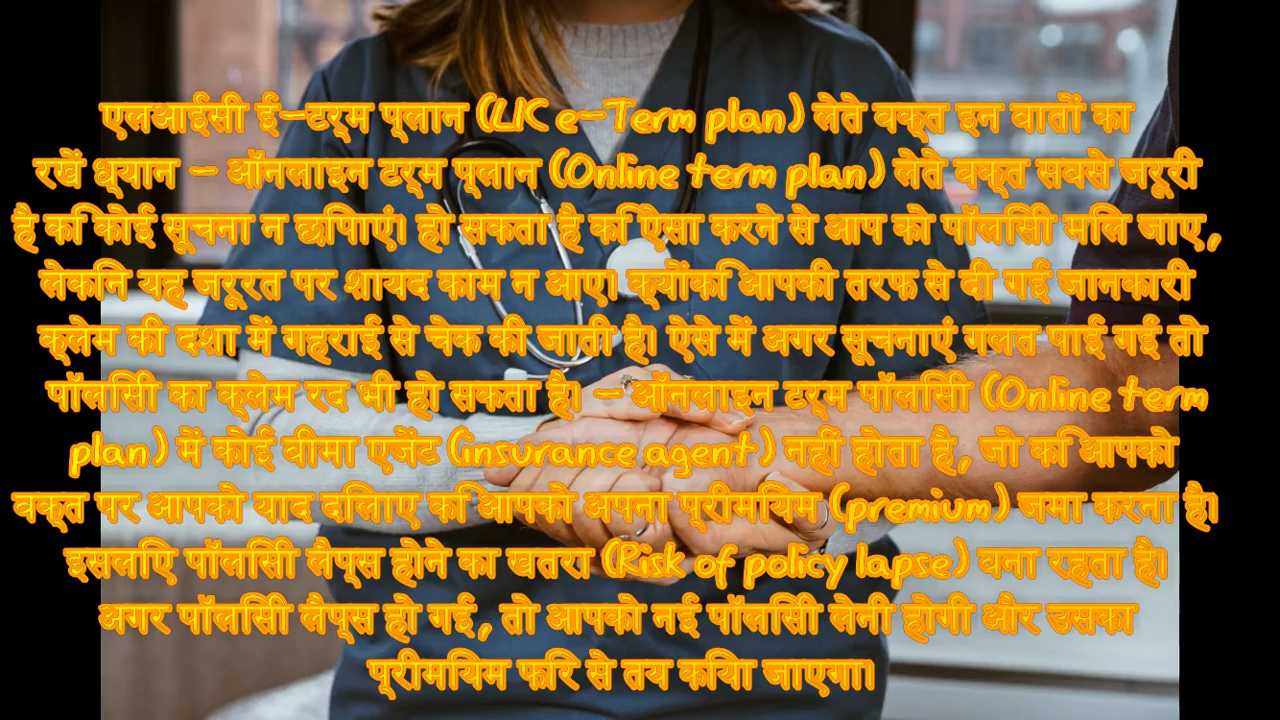 एलआईसी ई-टर्म प्लान (LIC e-Term plan) लेते वक्त इन बातों का
रखें ध्यान - ऑनलाइन टर्म प्लान (Online term plan) लेते वक्त सबसे जरूरी
है कि कोई सूचना न छिपाएं। हो सकता है कि ऐसा करने से आप को पॉलिसी मिल जाए,
लेकिन यह जरूरत पर शायद काम न आए। क्योंकि आपकी तरफ से दी गई जानकारी
क्लेम की दशा में गहराई से चेक की जाती है। ऐसे में अगर सूचनाएं गलत पाई गईं तो
पॉलिसी का क्लेम रद भी हो सकता है। - ऑनलाइन टर्म पॉलिसी (Online term
plan) में कोई बीमा एजेंट (insurance agent) नहीं होता है, जो कि आपको
वक्त पर आपको याद दिलाए कि आपको अपना प्रीमियम (premium) जमा करना है।
इसलिए पॉलिसी लैप्स होने का खतरा (Risk of policy lapse) बना रहता है।
अगर पॉलिसी लैप्स हो गई, तो आपको नई पॉलिसी लेनी होगी और उसका
प्रीमियम फिर से तय किया जाएगा।